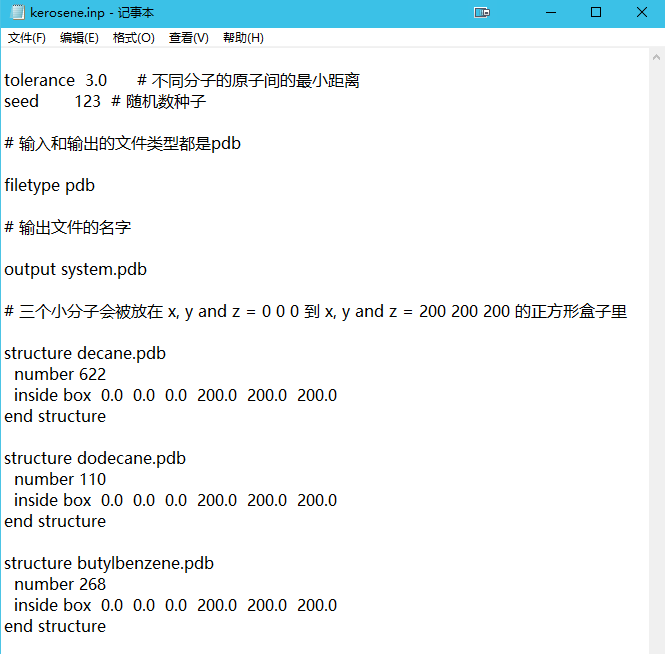 kerosene.inp - 记事本
文件(F) 编辑(E) 格式(O) 查看(V) 帮助(H)
tolerance 3.0 # 不同分子的原子间的最小距离
seed 123 # 随机数种子
# 输入和输出的文件类型都是pdb
filetype pdb
# 输出文件的名字
output system.pdb
# 三个小分子会被放在 x, y and z = 0 0 0 到 x, y and z = 200 200 200 的正方形盒子里
structure decane.pdb
number 622
inside box 0.0 0.0 0.0 200.0 200.0 200.0
end structure
structure dodecane.pdb
number 110
inside box 0.0 0.0 0.0 200.0 200.0 200.0
end structure
structure butylbenzene.pdb
number 268
inside box 0.0 0.0 0.0 200.0 200.0 200.0
end structure